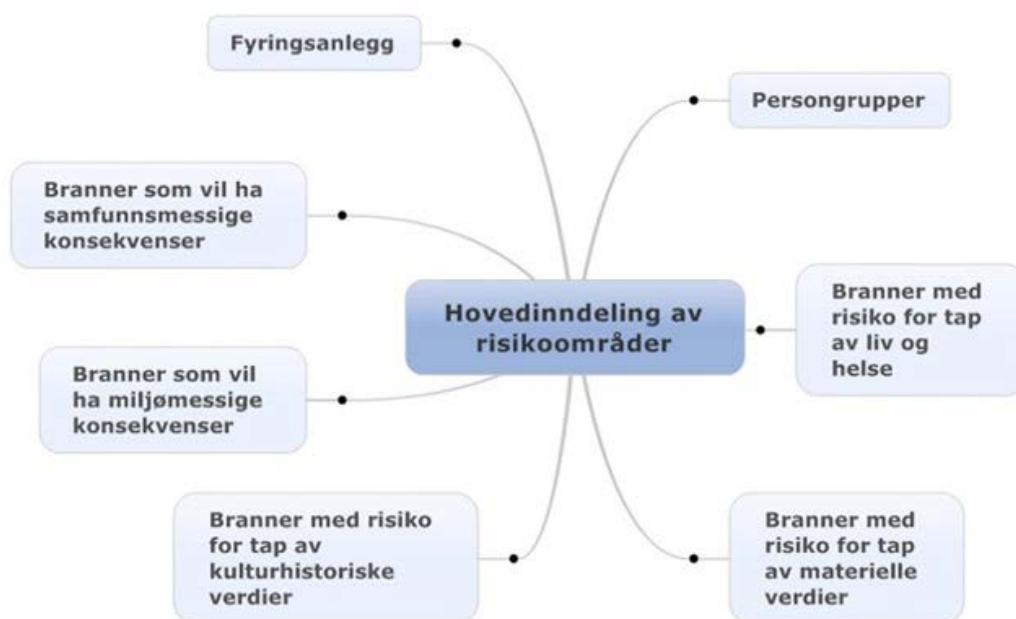 Fyringsanlegg
Persongrupper
Branner som vil ha
samfunnsmessige
konsekvenser
Hovedinndeling av
risikoområder
Branner med
risiko for tap
av liv og
helse
Branner som vil
ha miljømessige
konsekvenser
Branner med risiko
for tap av
kulturhistoriske
verdier
Branner med
risiko for tap
av materielle
verdier